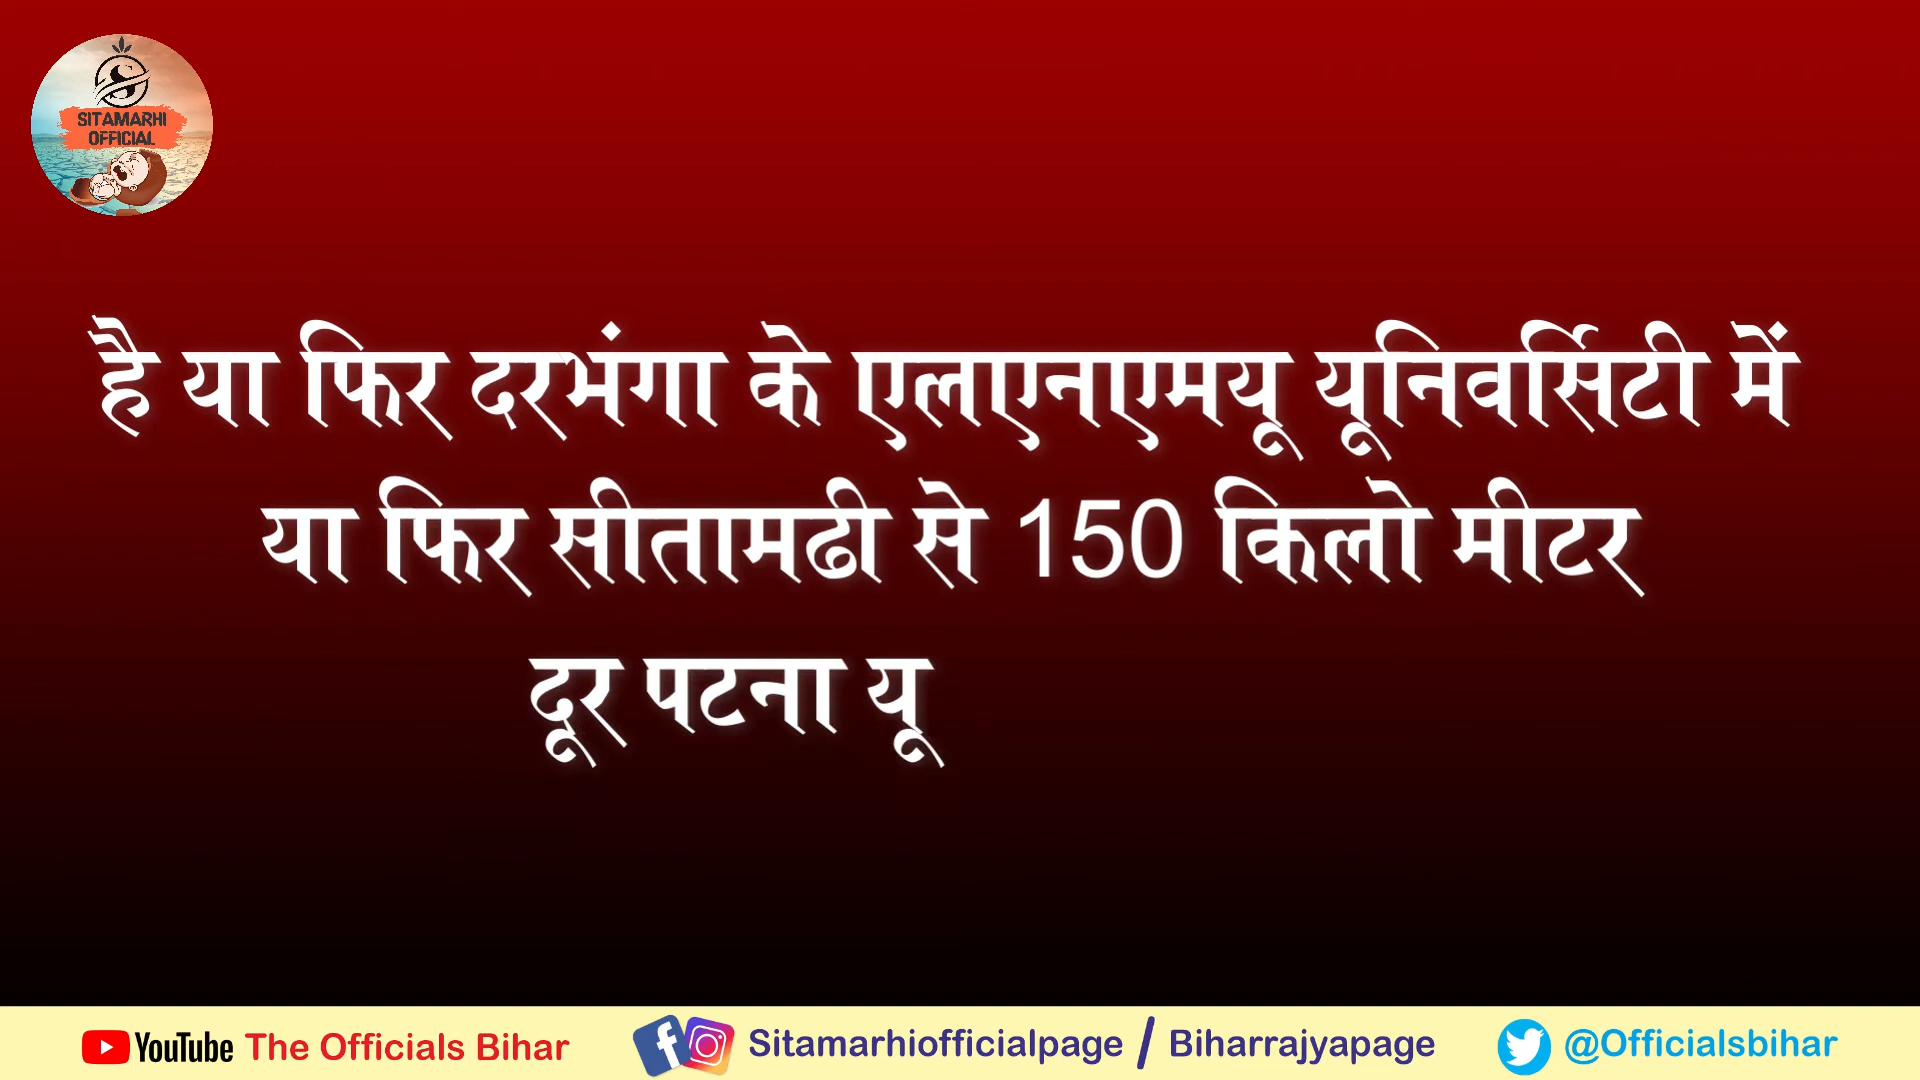 SITAMARHI
OFFICIAL
है या फिर दरभंगा के एलएनएमयू यूनिवर्सिटी में
या फिर सीतामढी से 150 किलो मीटर
दूर पटना यू
YouTube The Officials Bihar Sitamarhiofficialpage / Biharrajyapage @Officialsbihar